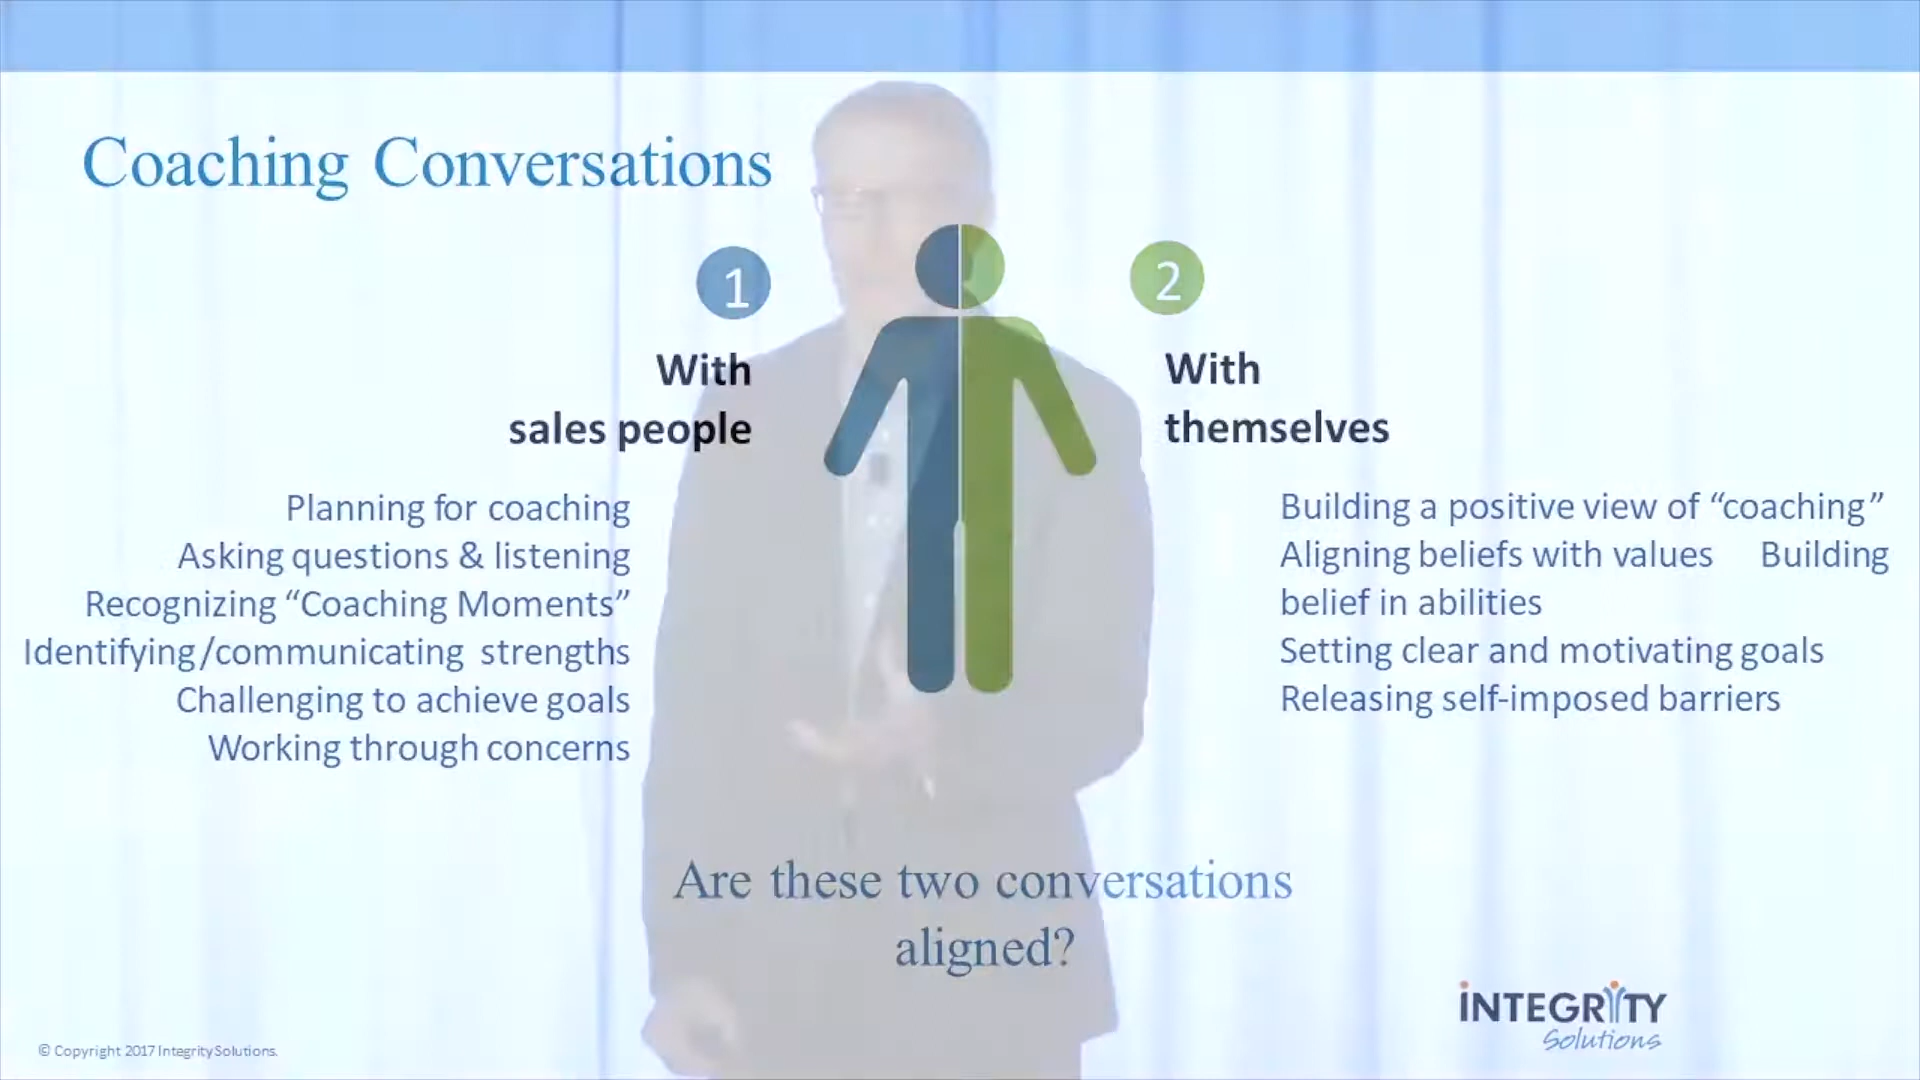 Coaching Conversations
1
With
sales people
Planning for coaching
Asking questions & listening
Recognizing “Coaching Moments”
Identifying/communicating strengths
Challenging to achieve goals
Working through concerns
2
With
themselves
Building a positive view of “coaching”
Aligning beliefs with values Building
belief in abilities
Setting clear and motivating goals
Releasing self-imposed barriers
Are these two conversations
aligned?
INTEGRITY
Solutions
© Copyright 2017 IntegritySolutions.